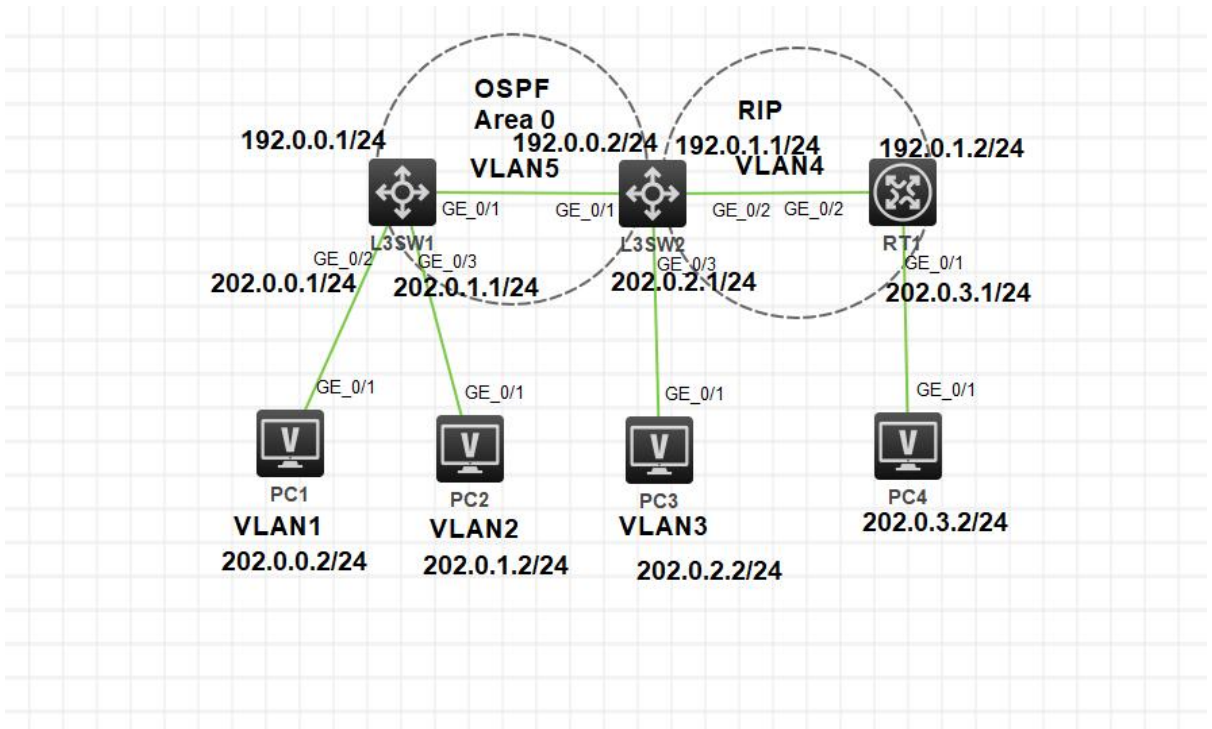 OSPF
Area 0
RIP
192.0.0.1/24
192.0.0.2/24
192.0.1.1/24
192.0.1.2/24
VLAN5
VLAN4
GE_0/1
GE_0/1
GE_0/2
GE_0/2
L3SW1
L3SW2
RT1
GE_0/2
GE_0/3
GE_0/3
GE_0/1
202.0.0.1/24
202.0.1.1/24
202.0.2.1/24
202.0.3.1/24
GE_0/1
GE_0/1
GE_0/1
GE_0/1
V
V
V
V
PC1
PC2
PC3
PC4
VLAN1
VLAN2
VLAN3
202.0.3.2/24
202.0.0.2/24
202.0.1.2/24
202.0.2.2/24